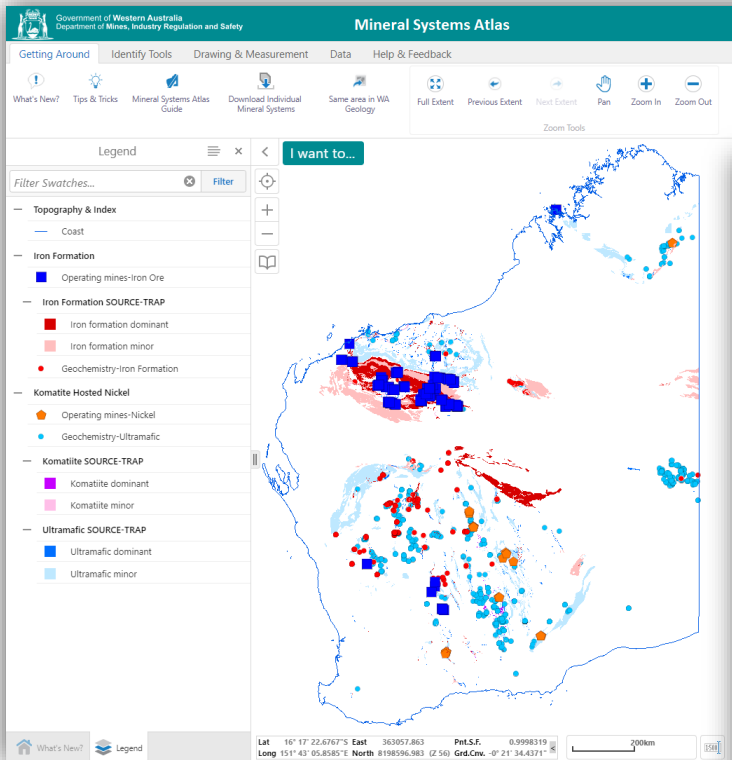 Government of Western Australia
Department of Mines, Industry Regulation and Safety
Mineral Systems Atlas
Getting Around
Identify Tools
Drawing & Measurement
Data
Help & Feedback
What's New?
Tips & Tricks
Mineral Systems Atlas
Guide
Download Individual
Mineral Systems
Same area in WA
Geology
Full Extent
Previous Extent
Next Extent
Pan
Zoom In
Zoom Out
Zoom Tools
Legend
I want to...
Filter Swatches...
Filter
Topography & Index
Coast
Iron Formation
Operating mines-Iron Ore
Iron Formation SOURCE-TRAP
Iron formation dominant
Iron formation minor
Geochemistry-Iron Formation
Komatite Hosted Nickel
Operating mines-Nickel
Geochemistry-Ultramafic
Komatiite SOURCE-TRAP
Komatiite dominant
Komatiite minor
Ultramafic SOURCE-TRAP
Ultramafic dominant
Ultramafic minor
What's New?
Legend
Lat 16° 17' 22.6767"S East 363057.863 Pnt.S.F. 0.9998319
Long 151° 43' 05.8585"E North 8198596.983 (Z 56) Grd.Cnv. -0° 21' 34.4371"
200km